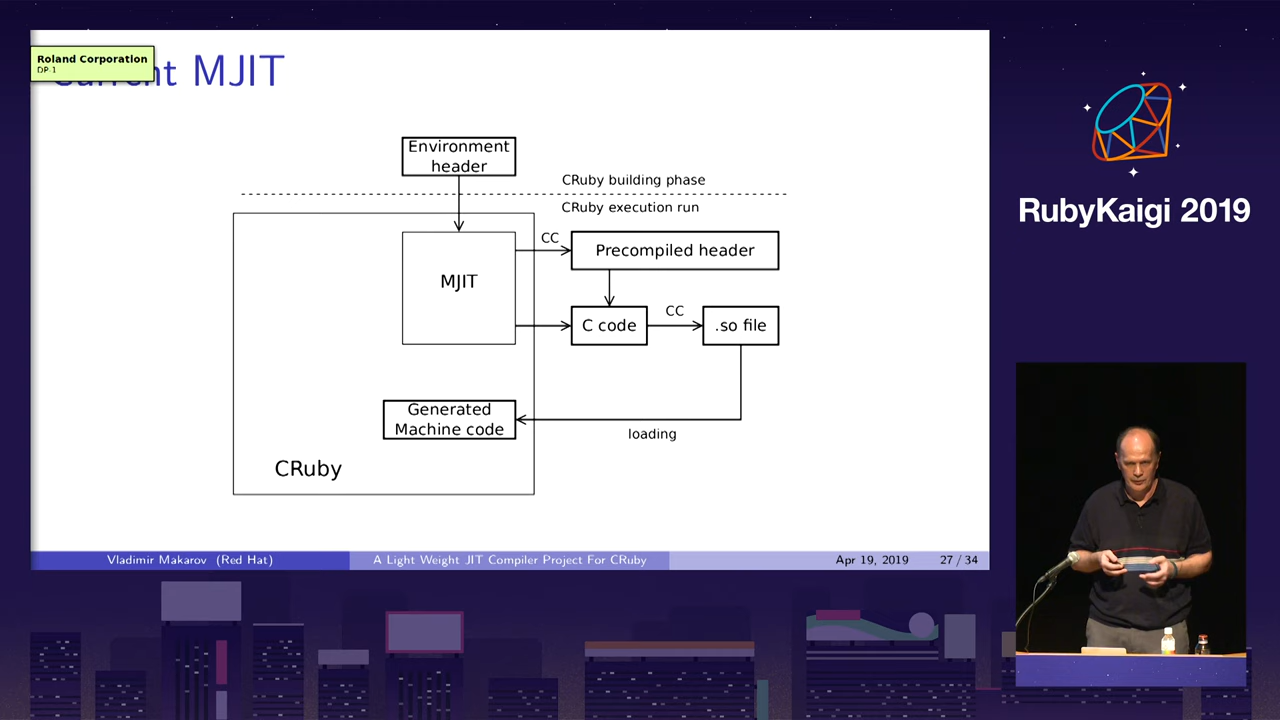 Roland Corporation
DP-1
Current MJIT
Environment
header
CRuby building phase
CRuby execution run
CC
Precompiled header
MJIT
CC
C code
.so file
Generated
Machine code
loading
CRuby
Vladimir Makarov (Red Hat)
A Light Weight JIT Compiler Project For CRuby
Apr 19, 2019
27 / 34
RubyKaigi 2019